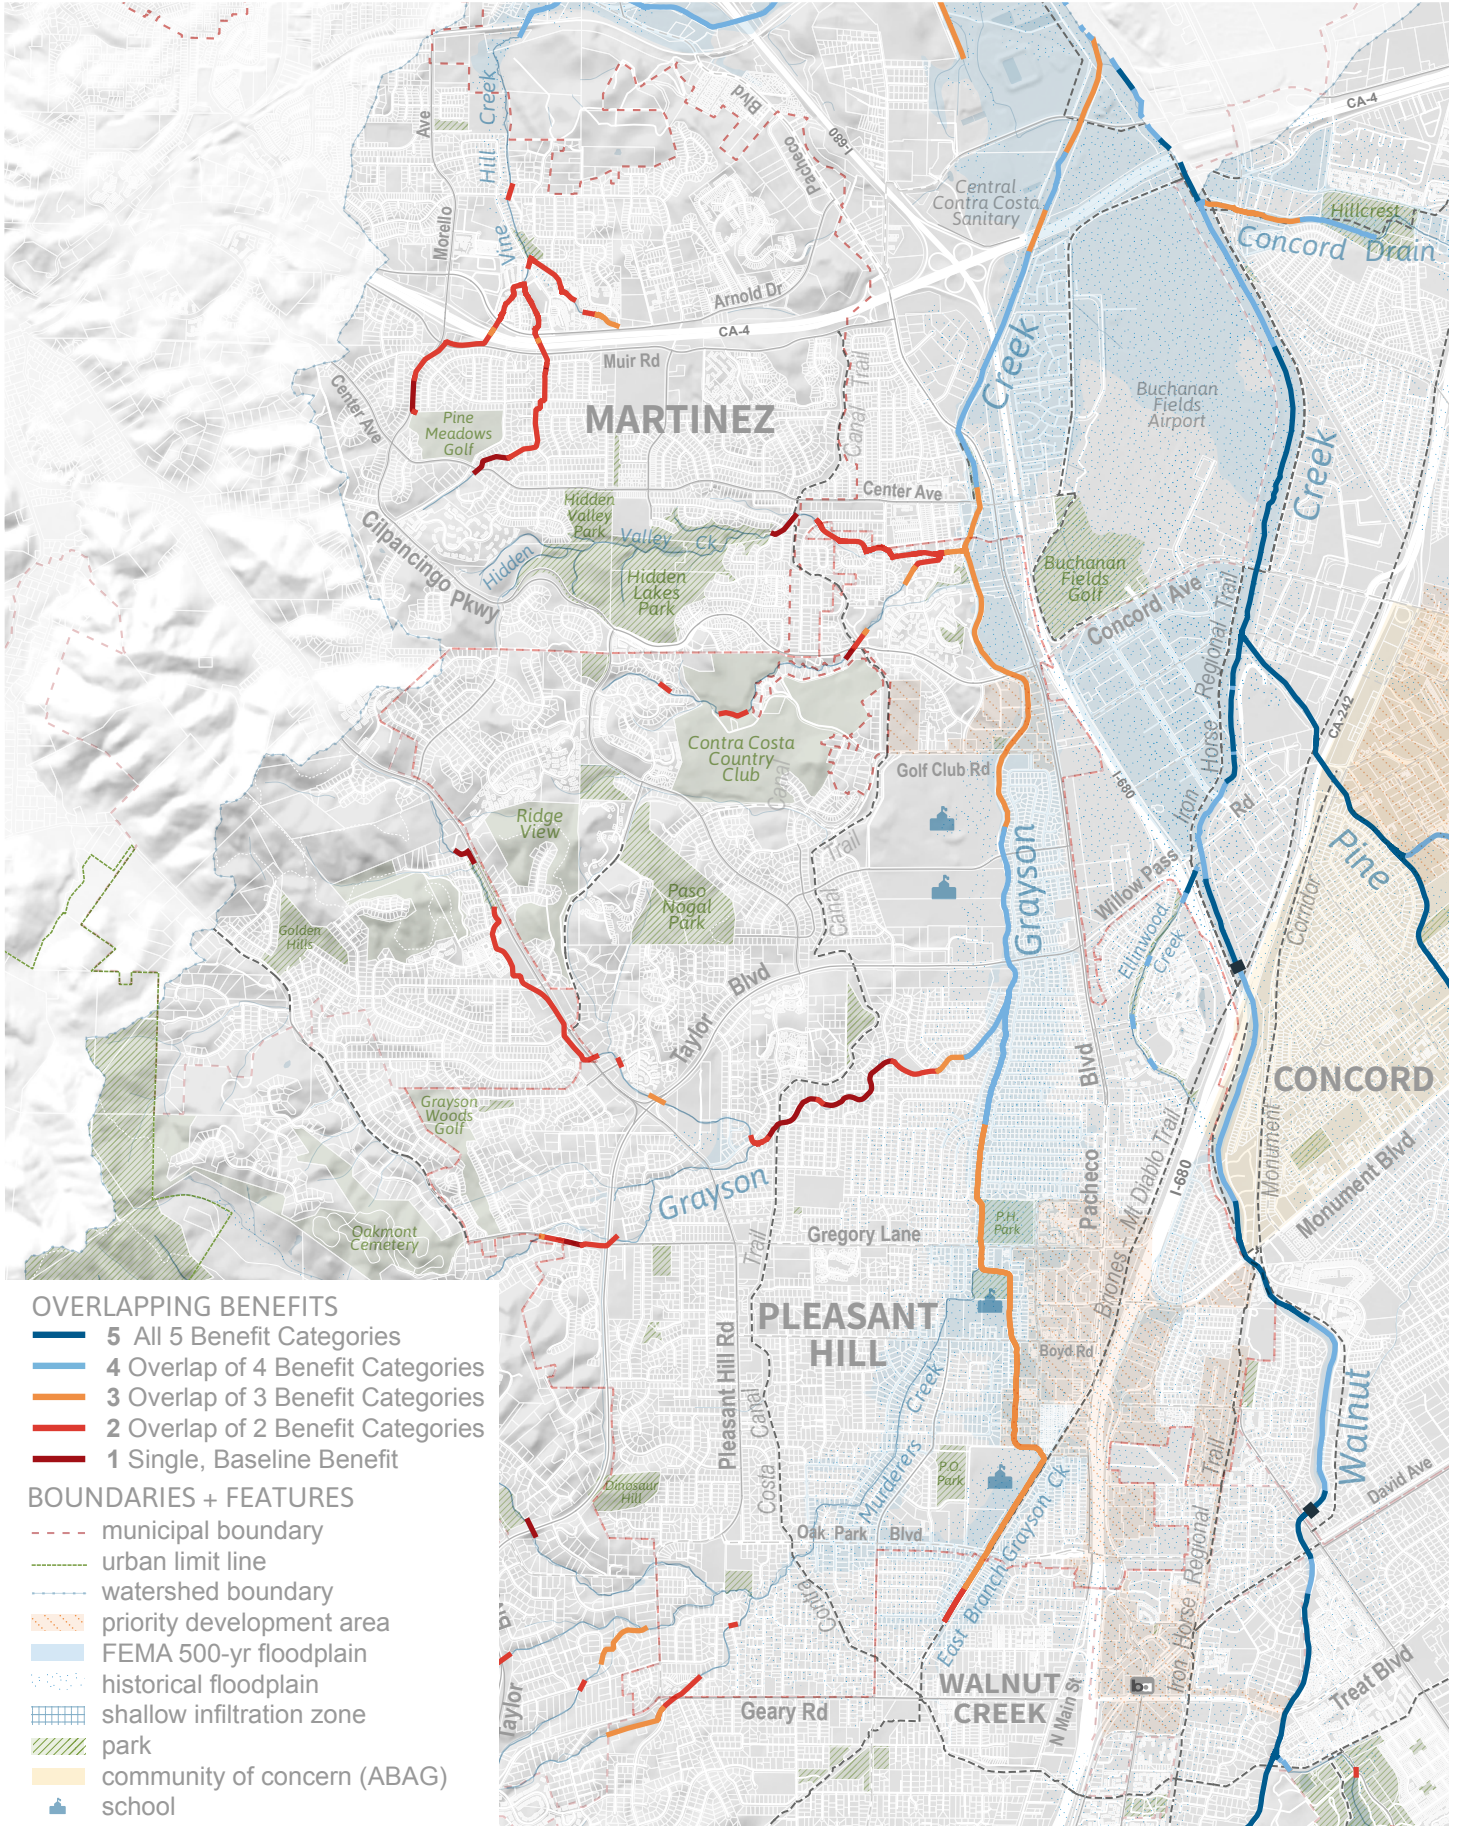 Hill Creek
Vine
Ave
Morello
Blvd
Pacheco
I-680
CA-4
Central
Contra Costa
Sanitary
Hillcrest
Concord Drain
Arnold Dr
CA-4
Muir Rd
Creek
Canal Trail
Center Ave
Pine
Meadows
Golf
MARTINEZ
Buchanan
Fields
Airport
Creek
Center Ave
Hidden
Valley
Park
Hidden Valley Ck
Cilpancingo Pkwy
Hidden
Lakes
Park
Buchanan
Fields
Golf
Concord Ave
Iron Horse Regional Trail
CA-242
Contra Costa
Country
Club
Canal
Trail
Golf Club Rd
I-680
Rd
Willow Pass
Pine
Ridge
View
Paso
Nogal
Park
Canal
Grayson
Ellinwood
Creek
Corridor
Golden
Hills
Blvd
Taylor
Blvd
CONCORD
Grayson
Woods
Golf
Monument
Monument Blvd
Oakmont
Cemetery
Grayson
Gregory Lane
Trail
P.H.
Park
Pacheco
Briones - Mt Diablo Trail
I-680
PLEASANT
HILL
Pleasant Hill Rd
Boyd Rd
Murderers Creek
Walnut
Canal
Costa
Contra
Dinosaur
Hill
P.O.
Park
Oak Park Blvd
East Branch Grayson Ck
Iron Horse Regional Trail
David Ave
Treat Blvd
WALNUT
CREEK
N Main St
Geary Rd
Taylor
OVERLAPPING BENEFITS
5 All 5 Benefit Categories
4 Overlap of 4 Benefit Categories
3 Overlap of 3 Benefit Categories
2 Overlap of 2 Benefit Categories
1 Single, Baseline Benefit
BOUNDARIES + FEATURES
municipal boundary
urban limit line
watershed boundary
priority development area
FEMA 500-yr floodplain
historical floodplain
shallow infiltration zone
park
community of concern (ABAG)
school